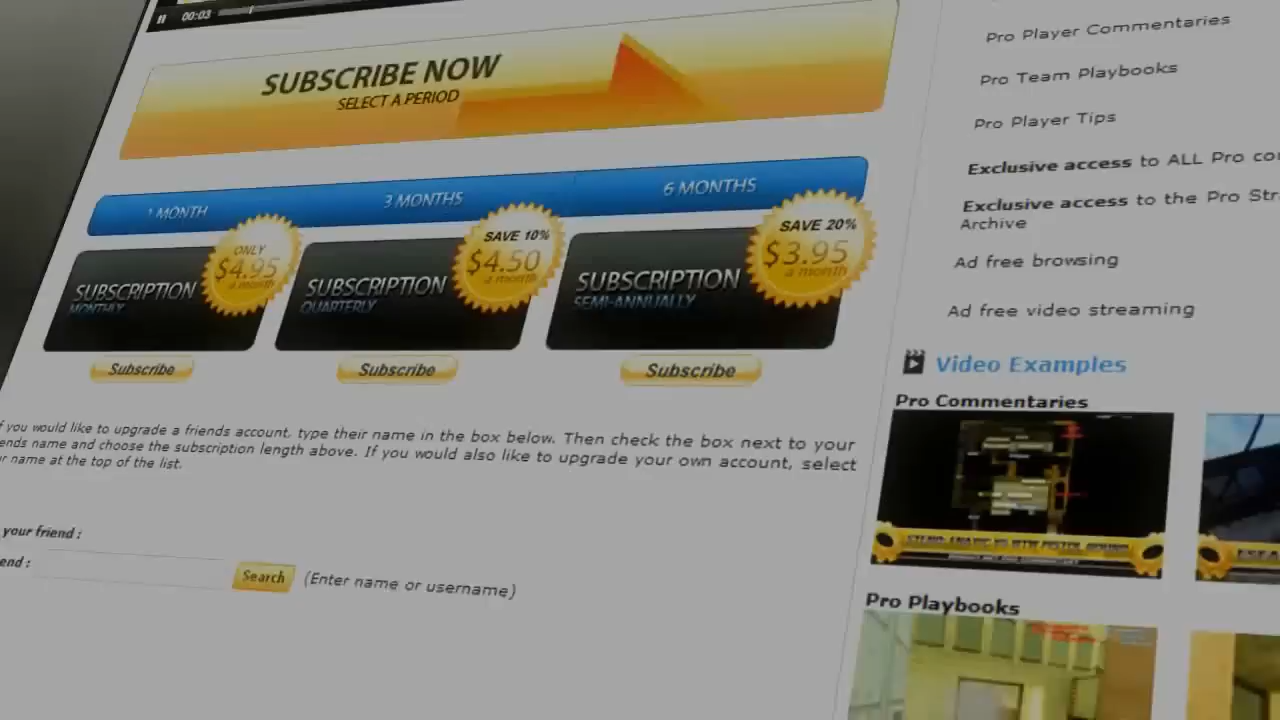 00:03
SUBSCRIBE NOW
SELECT A PERIOD
1 MONTH
3 MONTHS
6 MONTHS
ONLY
$4.95
a month
SUBSCRIPTION
MONTHLY
Subscribe
SAVE 10%
$4.50
a month
SUBSCRIPTION
QUARTERLY
Subscribe
SAVE 20%
$3.95
a month
SUBSCRIPTION
SEMI-ANNUALLY
Subscribe
f you would like to upgrade a friends account, type their name in the box below. Then check the box next to your
ends name and choose the subscription length above. If you would also like to upgrade your own account, select
r name at the top of the list.
your friend :
end :
Search
(Enter name or username)
Pro Player Commentaries
Pro Team Playbooks
Pro Player Tips
Exclusive access to ALL Pro co
Exclusive access to the Pro Str
Archive
Ad free browsing
Ad free video streaming
Video Examples
Pro Commentaries
Pro Playbooks